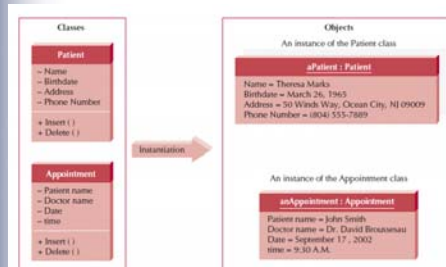 Classes
Patient
– Name
– Birthdate
– Address
– Phone Number
+ Insert ( )
+ Delete ( )
Appointment
– Patient name
– Doctor name
– Date
– time
+ Insert ( )
+ Delete ( )
Instantiation
Objects
An instance of the Patient class
aPatient : Patient
Name = Theresa Marks
Birthdate = March 26, 1965
Address = 50 Winds Way, Ocean City, NJ 09009
Phone Number = (804) 555-7889
An instance of the Appointment class
anAppointment : Appointment
Patient name = John Smith
Doctor name = Dr. David Broussesau
Date = September 17 , 2002
time = 9:30 A.M.